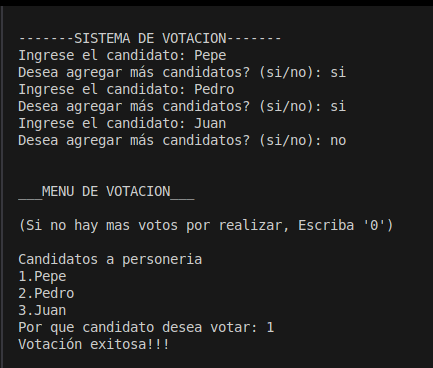 -------SISTEMA DE VOTACION-------
Ingrese el candidato: Pepe
Desea agregar más candidatos? (si/no): si
Ingrese el candidato: Pedro
Desea agregar más candidatos? (si/no): si
Ingrese el candidato: Juan
Desea agregar más candidatos? (si/no): no
___MENU DE VOTACION___
(Si no hay mas votos por realizar, Escriba '0')
Candidatos a personeria
1.Pepe
2.Pedro
3.Juan
Por que candidato desea votar: 1
Votación exitosa!!!